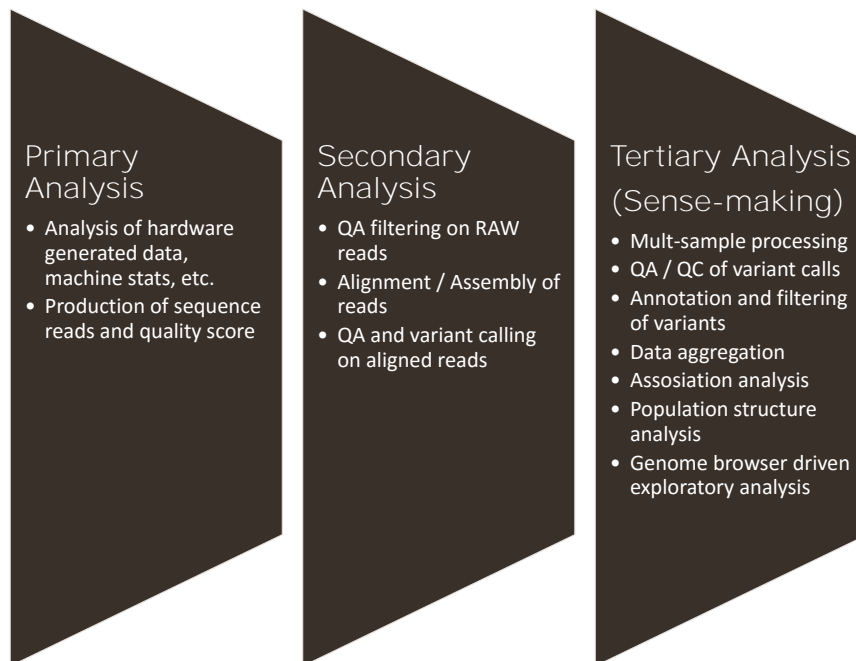 Primary
Analysis
• Analysis of hardware
generated data,
machine stats, etc.
• Production of sequence
reads and quality score
Secondary
Analysis
• QA filtering on RAW
reads
• Alignment / Assembly of
reads
• QA and variant calling
on aligned reads
Tertiary Analysis
(Sense-making)
• Mult-sample processing
• QA / QC of variant calls
• Annotation and filtering
of variants
• Data aggregation
• Assosiation analysis
• Population structure
analysis
• Genome browser driven
exploratory analysis